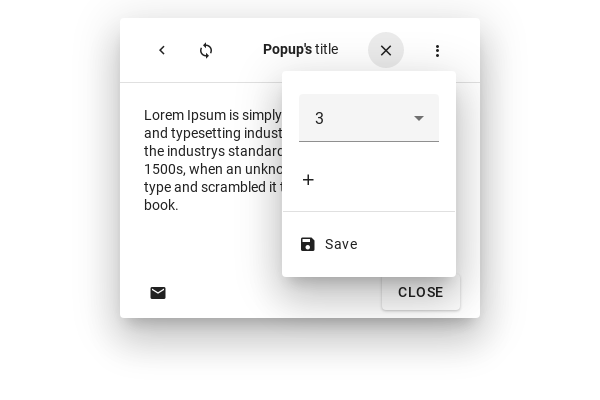 Popup's title
3
Lorem Ipsum is simply
and typesetting indust
the industrys standard
1500s, when an unkno
type and scrambled it t
book.
Save
CLOSE